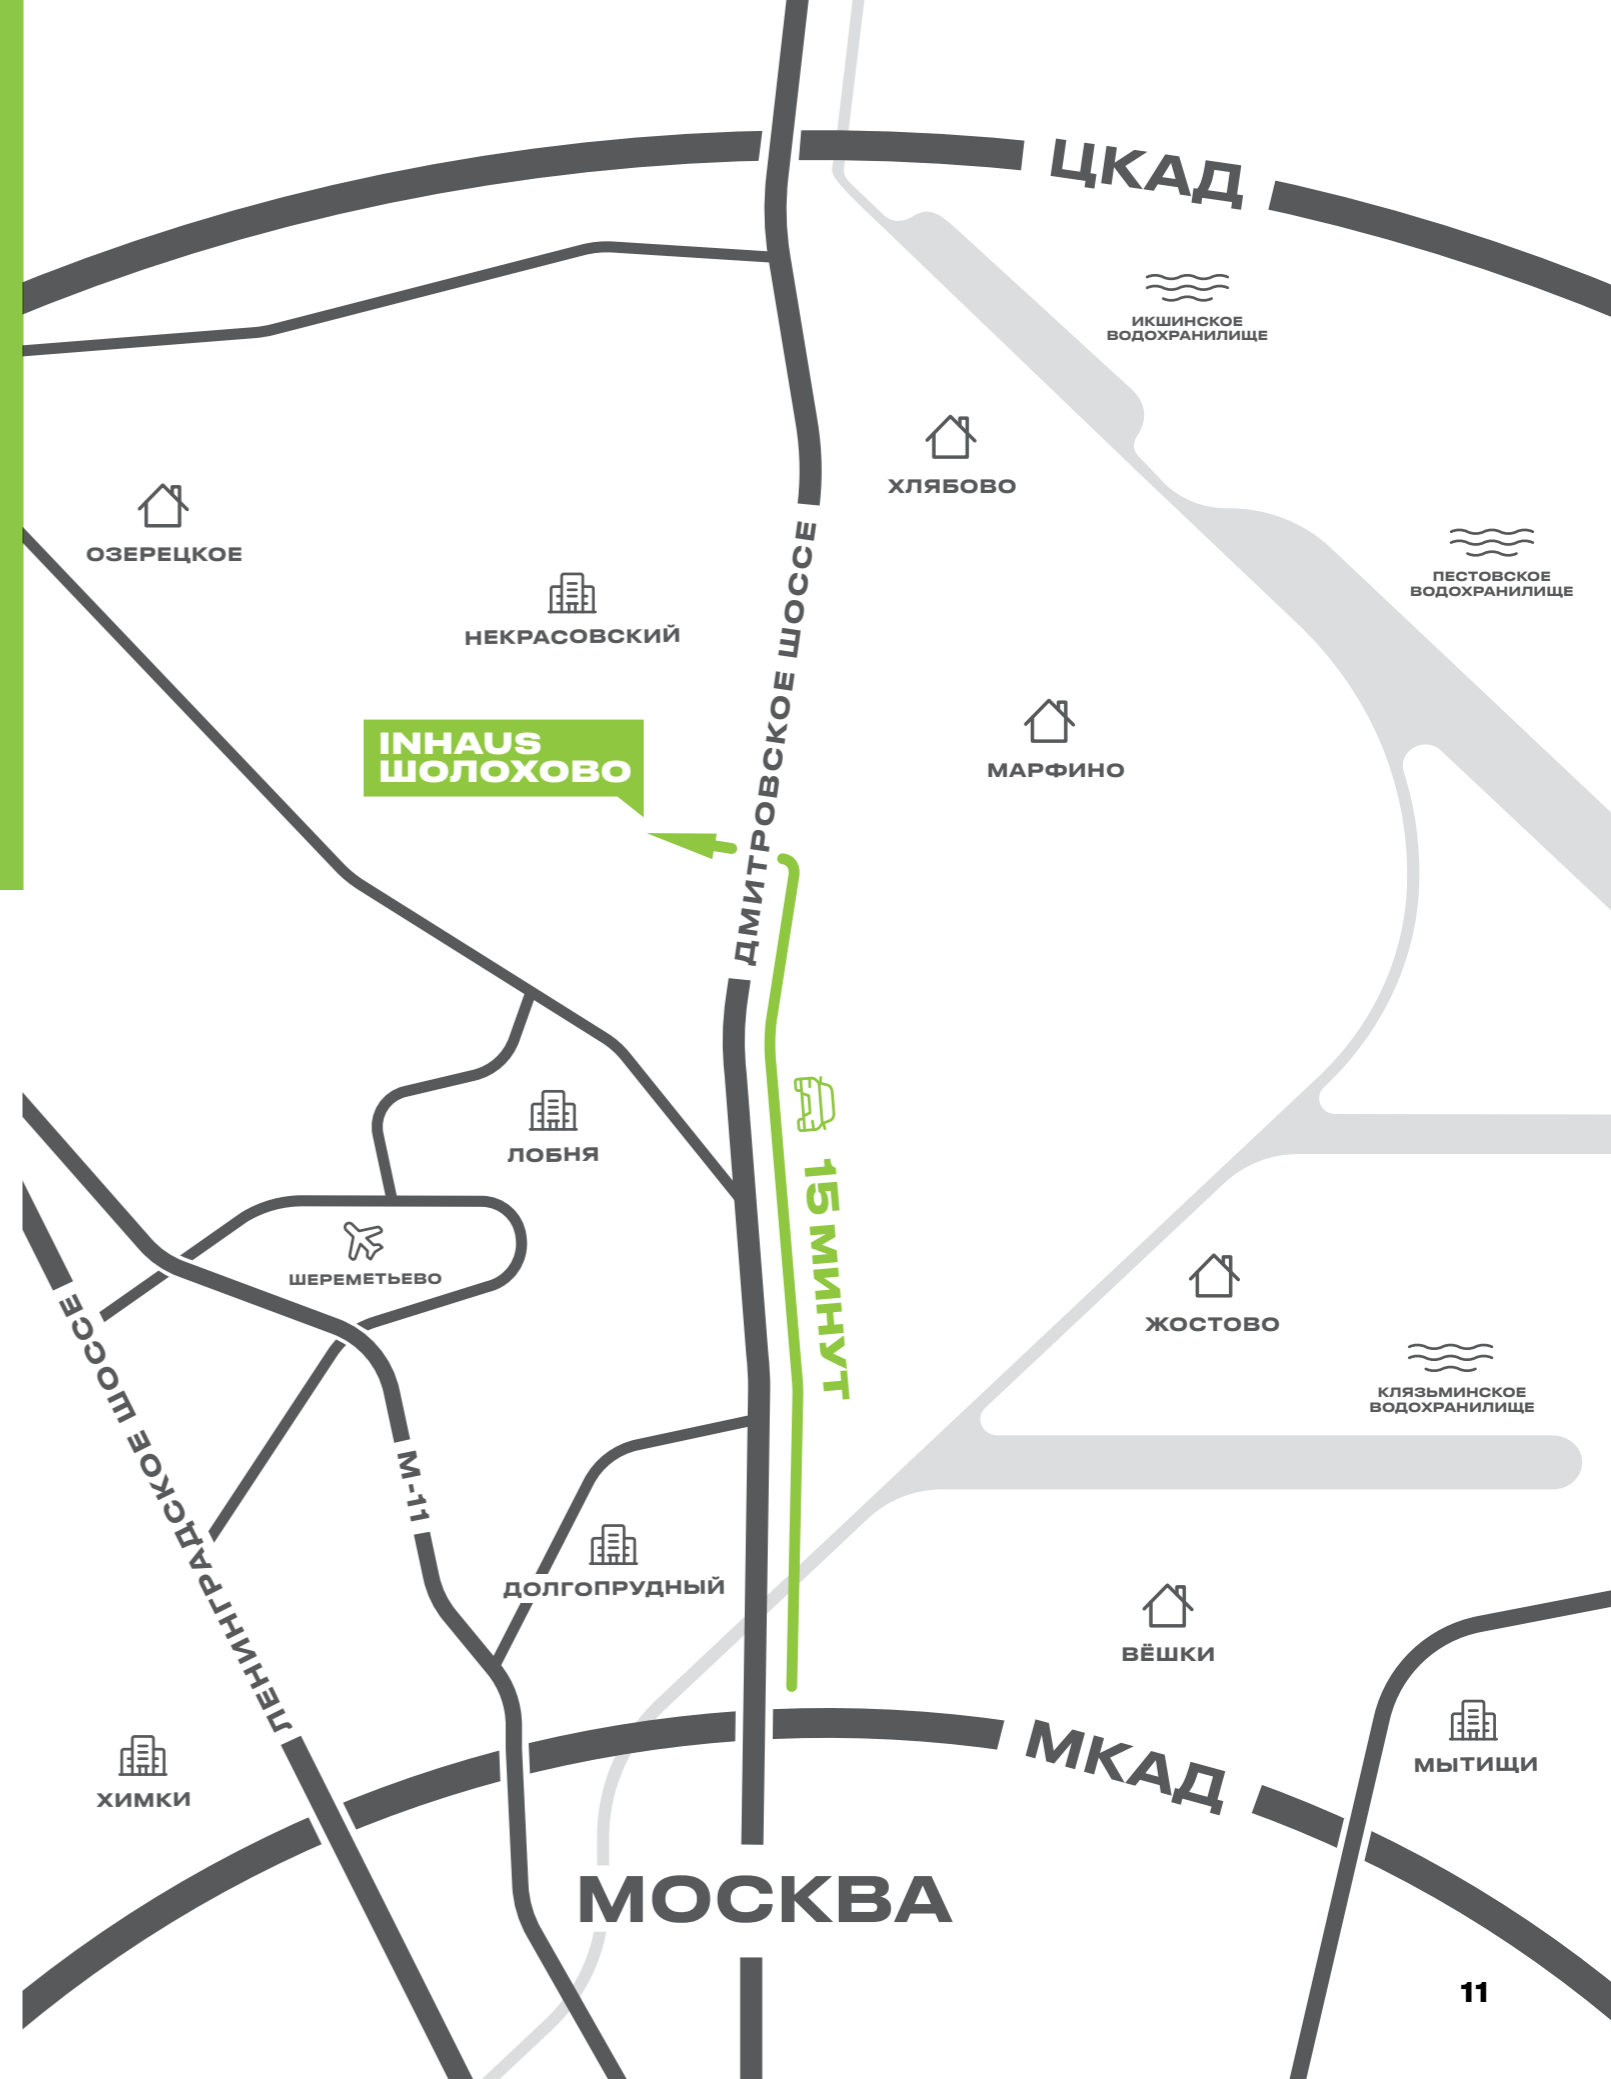 ЦКАД
ИКШИНСКОЕ
ВОДОХРАНИЛИЩЕ
ХЛЯБОВО
ОЗЕРЕЦКОЕ
ПЕСТОВСКОЕ
ВОДОХРАНИЛИЩЕ
НЕКРАСОВСКИЙ
ДМИТРОВСКОЕ ШОССЕ
INHAUS
ШОЛОХОВО
МАРФИНО
ЛОБНЯ
15 МИНУТ
ШЕРЕМЕТЬЕВО
ЖОСТОВО
КЛЯЗЬМИНСКОЕ
ВОДОХРАНИЛИЩЕ
ЛЕНИНГРАДСКОЕ ШОССЕ
М-11
ДОЛГОПРУДНЫЙ
ВЁШКИ
МЫТИЩИ
ХИМКИ
МКАД
МОСКВА
11